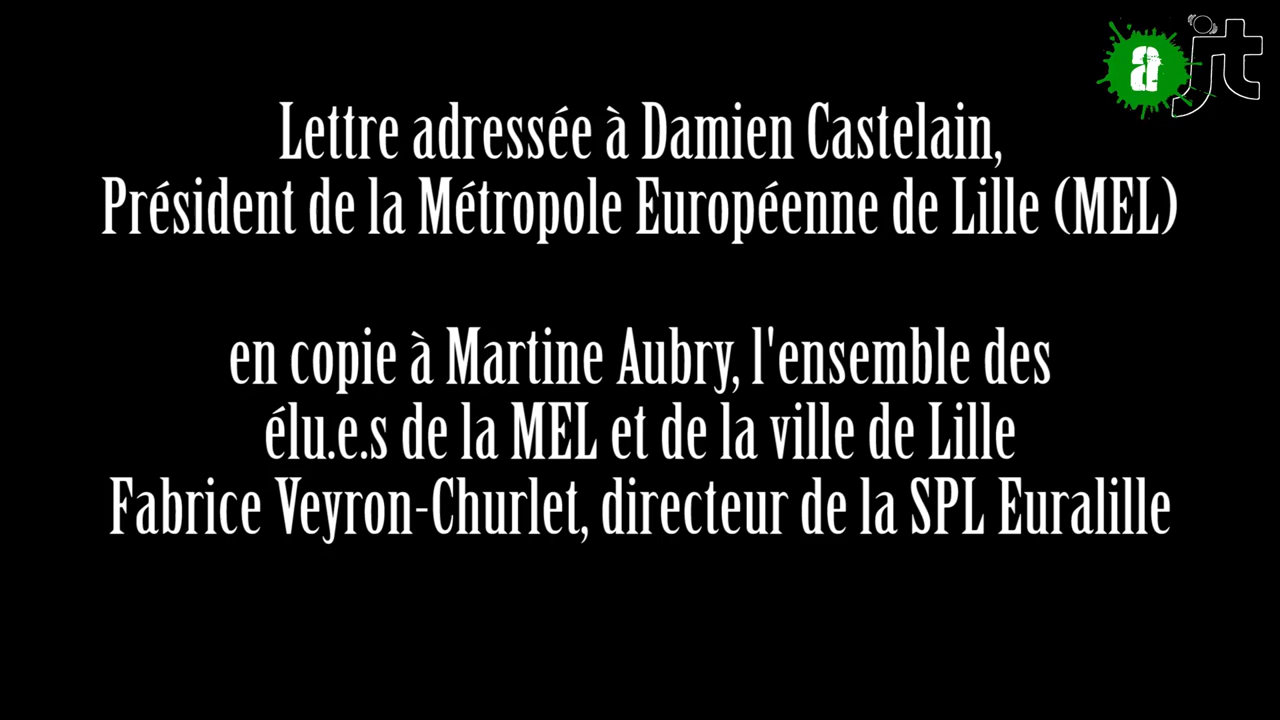 a jt
Lettre adressée à Damien Castelain,
Président de la Métropole Européenne de Lille (MEL)
en copie à Martine Aubry, l'ensemble des
élu.e.s de la MEL et de la ville de Lille
Fabrice Veyron-Churlet, directeur de la SPL Euralille